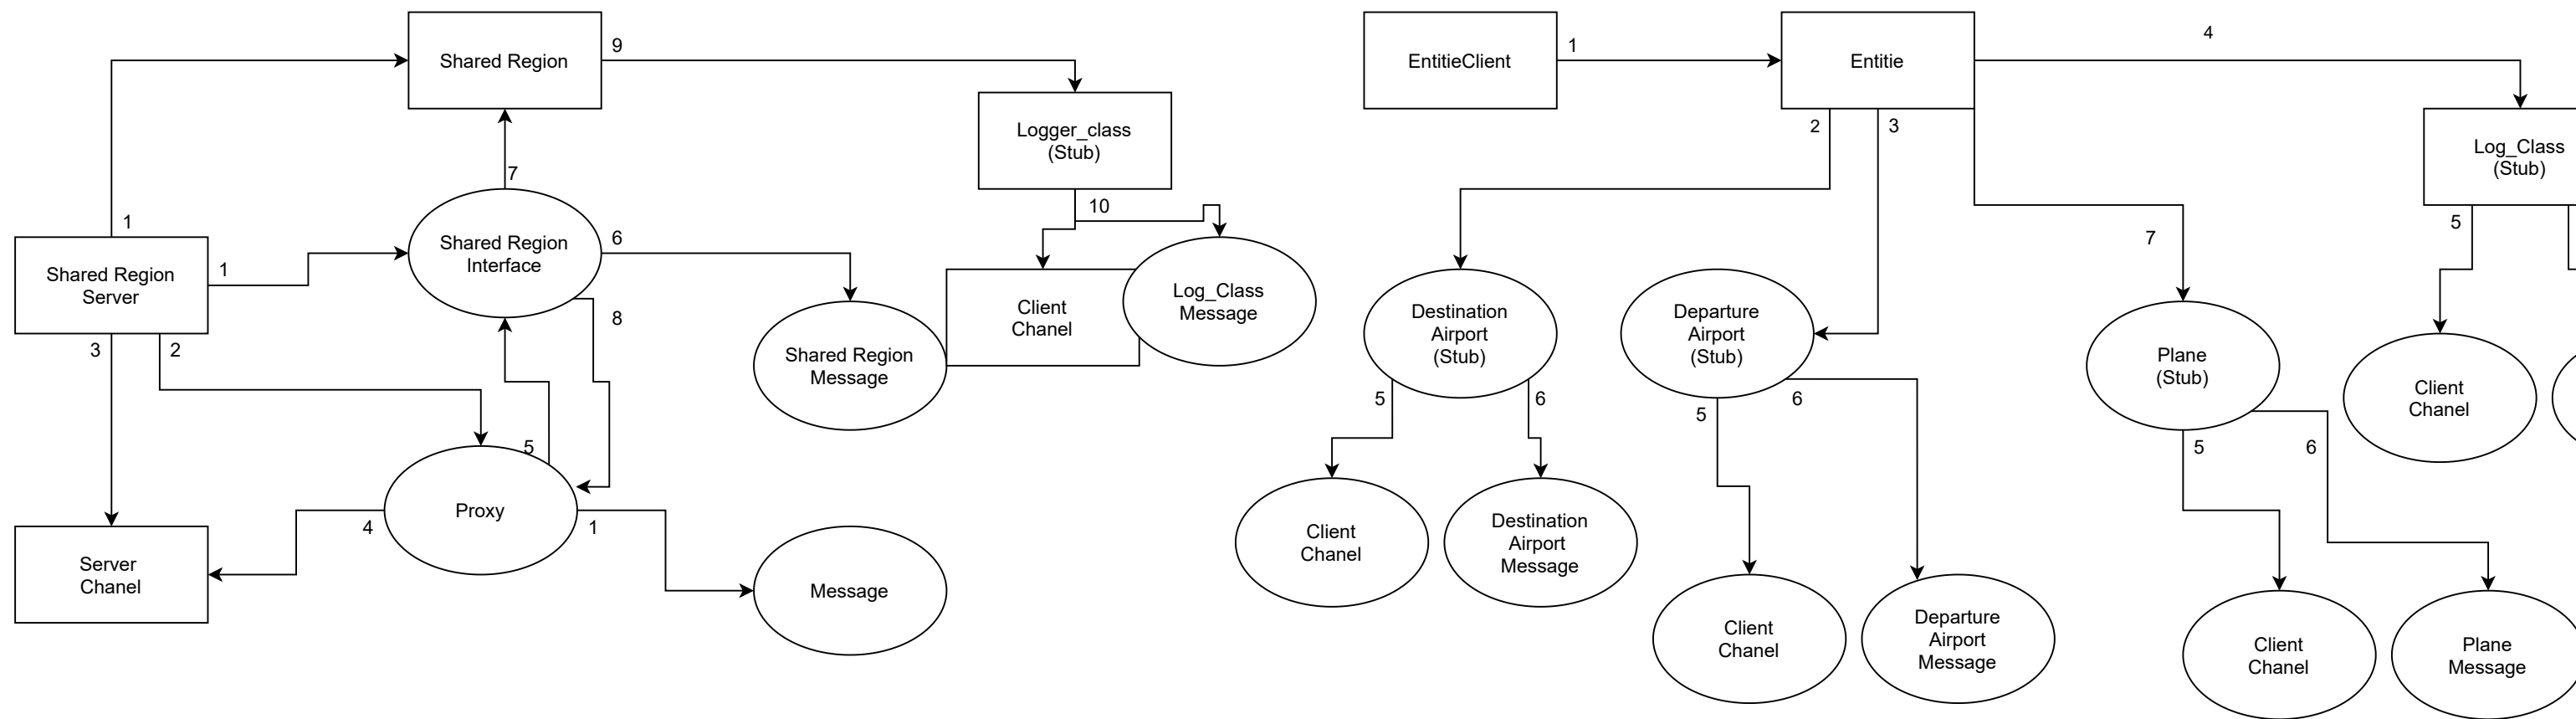 Shared Region
9
EntitieClient
1
Entitie
4
Logger_class
(Stub)
2
3
Log_Class
(Stub)
7
10
5
1
Shared Region
Server
1
Shared Region
Interface
6
7
Log_Class
Message
Client
Chanel
8
Destination
Airport
(Stub)
Departure
Airport
(Stub)
Plane
(Stub)
3
2
Shared Region
Message
5
6
5
6
Client
Chanel
5
5
6
Proxy
4
1
Client
Chanel
Destination
Airport
Message
Server
Chanel
Message
Client
Chanel
Departure
Airport
Message
Client
Chanel
Plane
Message